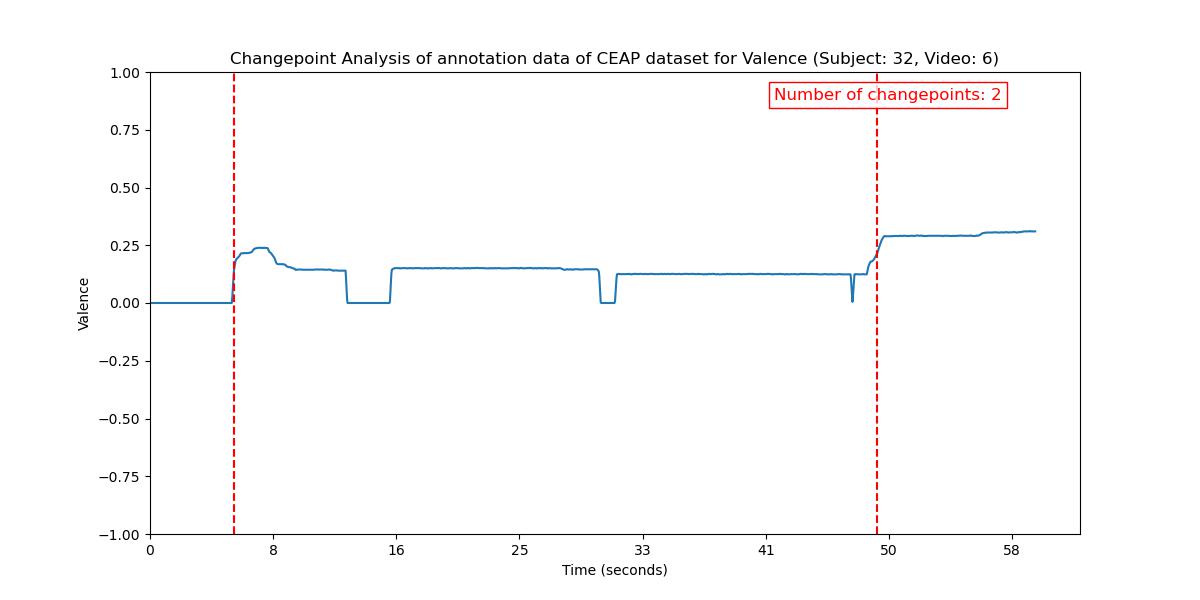 Changepoint Analysis of annotation data of CEAP dataset for Valence (Subject: 32, Video: 6)
Number of changepoints: 2
1.00
0.75
0.50
0.25
0.00
−0.25
−0.50
−0.75
−1.00
Valence
0 8 16 25 33 41 50 58
Time (seconds)